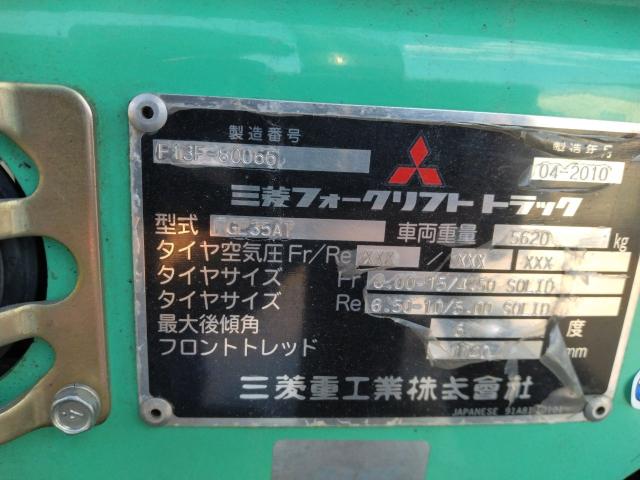 製造番号
F13F-80066
製造年月
04-2010
三菱フォークリフトトラック
型式 車両重量 5620 kg
タイヤ空気圧 Fr/Re XXX // XXX XXX
タイヤサイズ Fr SOLID
タイヤサイズ Re 6.50-10/5.00 SOLID
最大後傾角 6 度
フロントトレッド mm
三菱重工業株式會社
JAPANESE